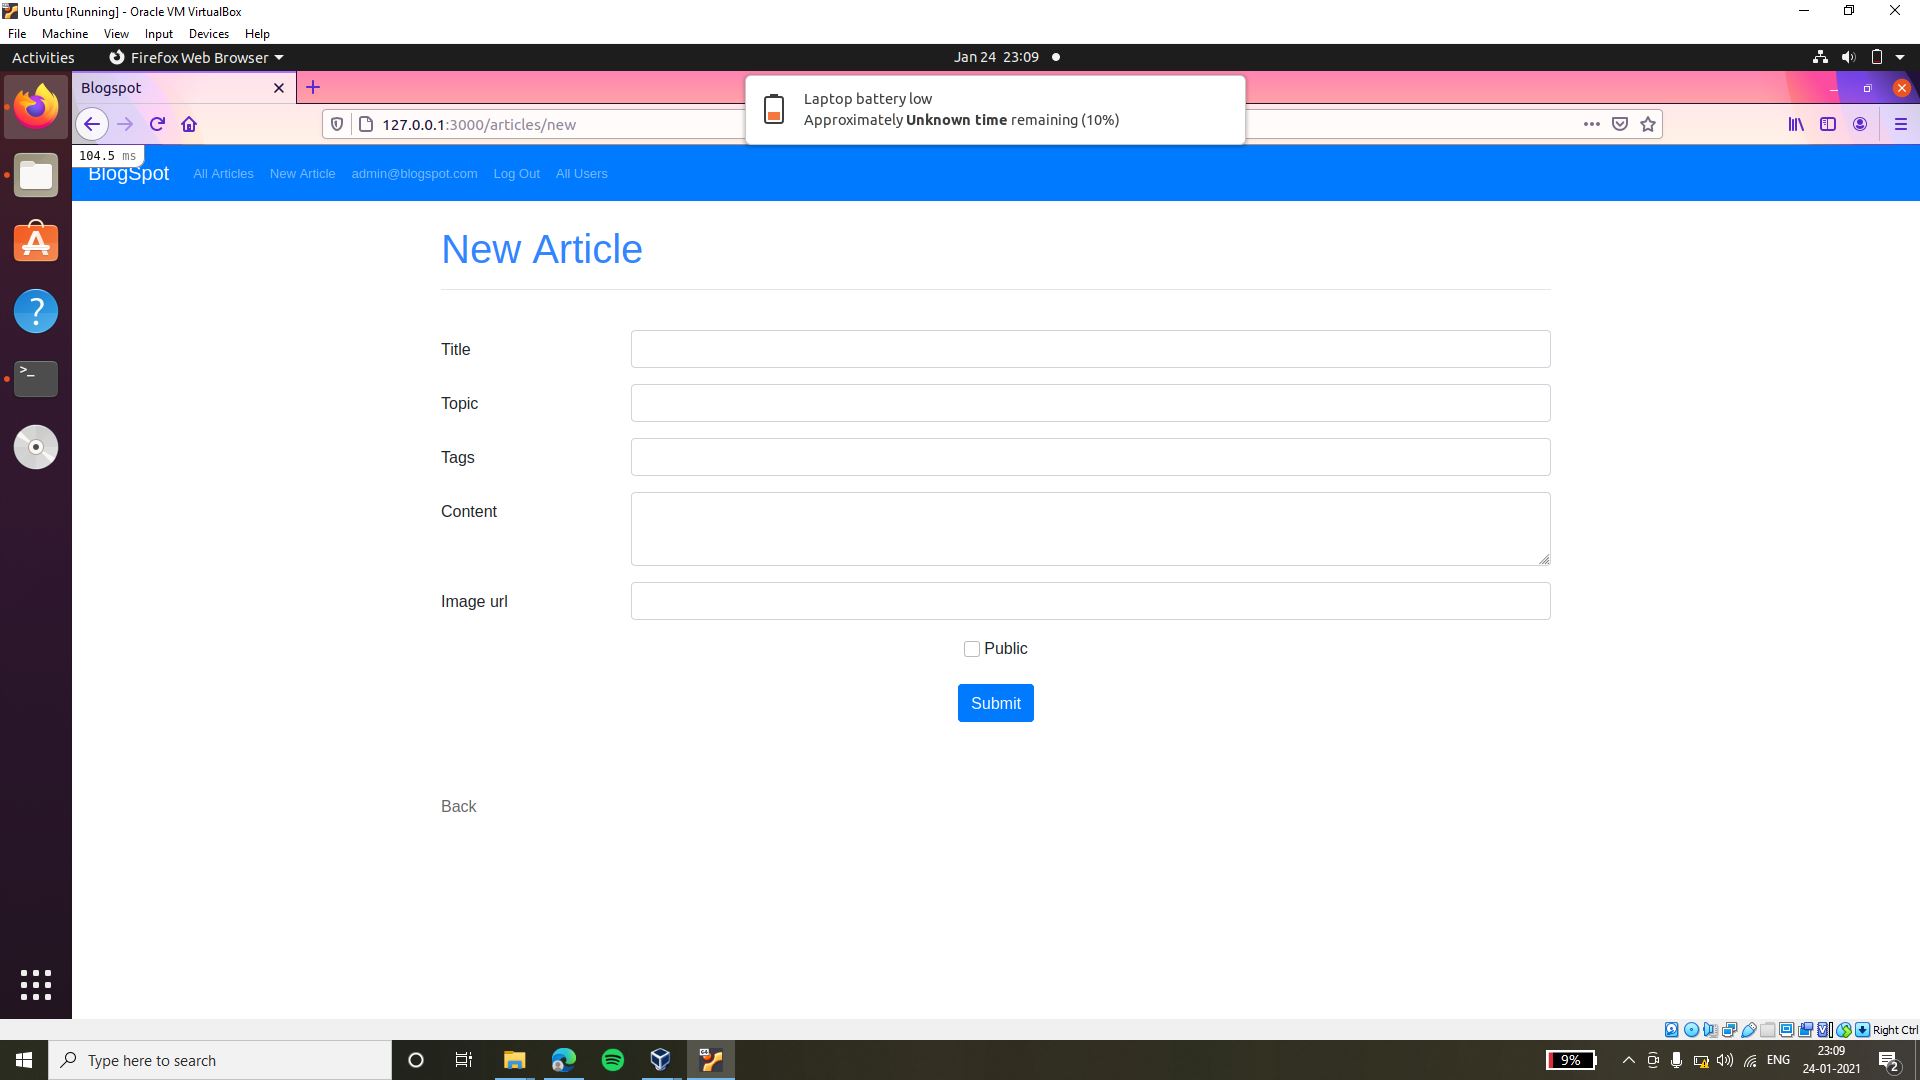 Ubuntu [Running] - Oracle VM VirtualBox
File Machine View Input Devices Help
Activities Firefox Web Browser Jan 24 23:09
Blogspot
Laptop battery low
Approximately Unknown time remaining (10%)
127.0.0.1:3000/articles/new
104.5 ms
BlogSpot All Articles New Article admin@blogspot.com Log Out All Users
New Article
Title
Topic
Tags
Content
Image url
Public
Submit
Back
Right Ctrl
Type here to search
9%
ENG
23:09
24-01-2021
2